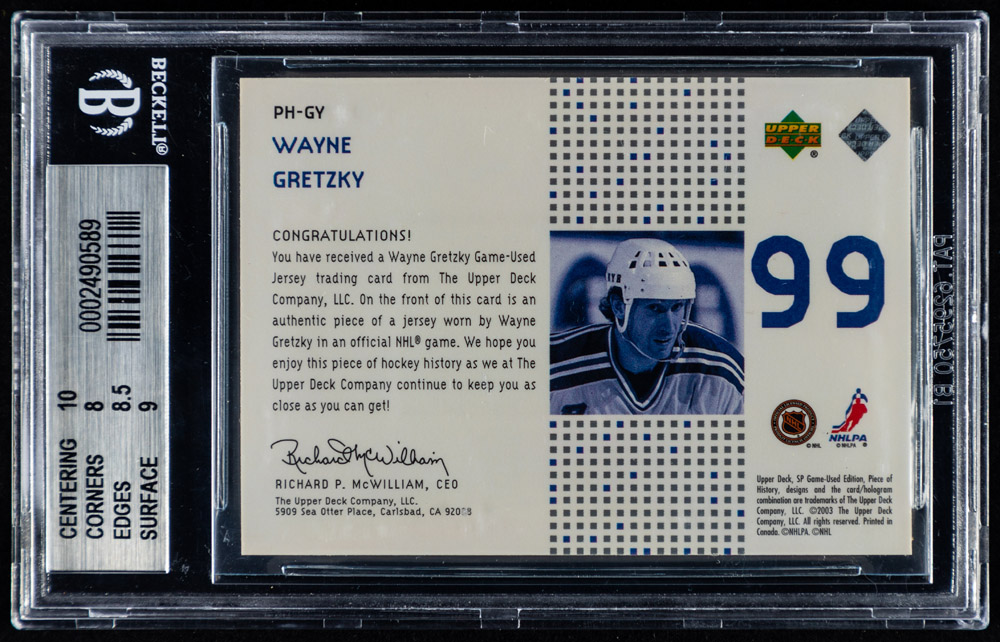 BECKELL®
B
0002490589
CENTERING 10
CORNERS 8
EDGES 8.5
SURFACE 9
PH-GY
WAYNE
GRETZKY
CONGRATULATIONS!
You have received a Wayne Gretzky Game-Used
Jersey trading card from The Upper Deck
Company, LLC. On the front of this card is an
authentic piece of a jersey worn by Wayne
Gretzky in an official NHL® game. We hope you
enjoy this piece of hockey history as we at The
Upper Deck Company continue to keep you as
close as you can get!
Richard McWilliam
RICHARD P. McWILLIAM, CEO
The Upper Deck Company, LLC.
5909 Sea Otter Place, Carlsbad, CA 92008
UPPER
DECK
®
99
©NHL
NHLPA
©NHLPA
Upper Deck, SP Game-Used Edition, Piece of
History, designs and the card/hologram
combination are trademarks of The Upper Deck
Company, LLC. ©2003 The Upper Deck
Company, LLC. All rights reserved. Printed in
Canada. ©NHLPA. ©NHL